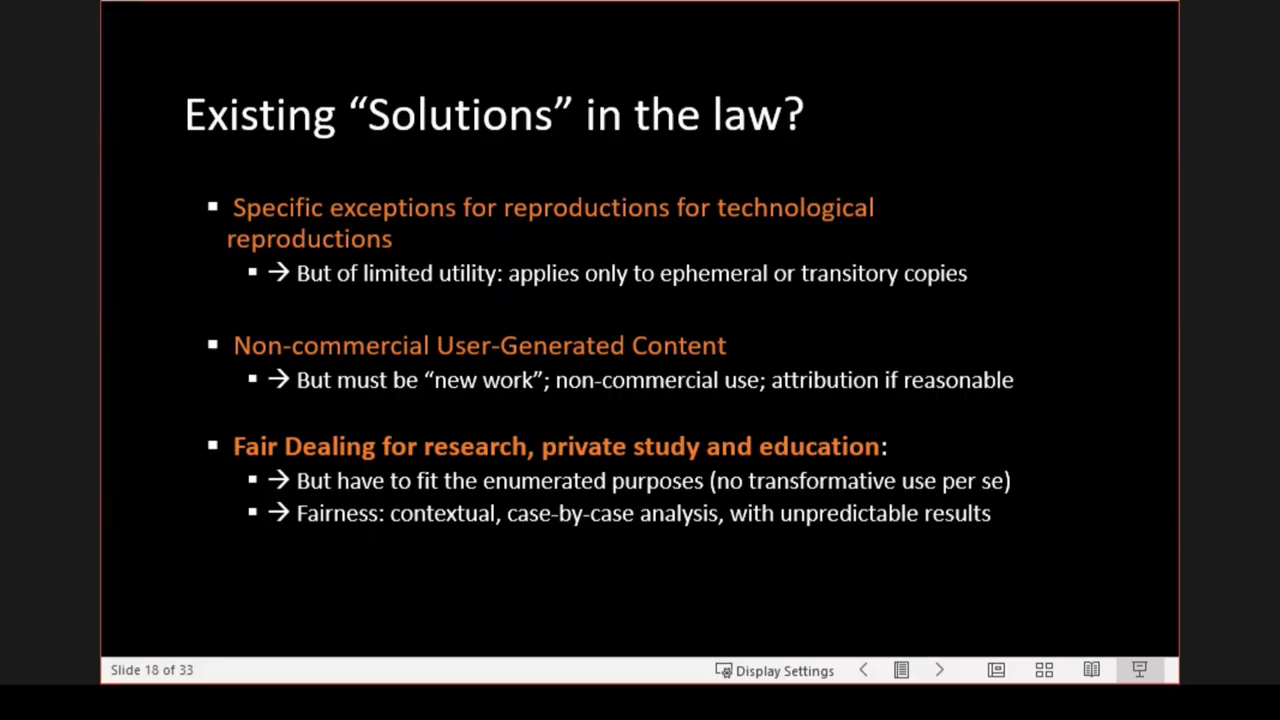 Existing “Solutions” in the law?
▪ Specific exceptions for reproductions for technological
reproductions
▪ → But of limited utility: applies only to ephemeral or transitory copies
▪ Non-commercial User-Generated Content
▪ → But must be “new work”; non-commercial use; attribution if reasonable
▪ Fair Dealing for research, private study and education:
▪ → But have to fit the enumerated purposes (no transformative use per se)
▪ → Fairness: contextual, case-by-case analysis, with unpredictable results
Slide 18 of 33 Display Settings